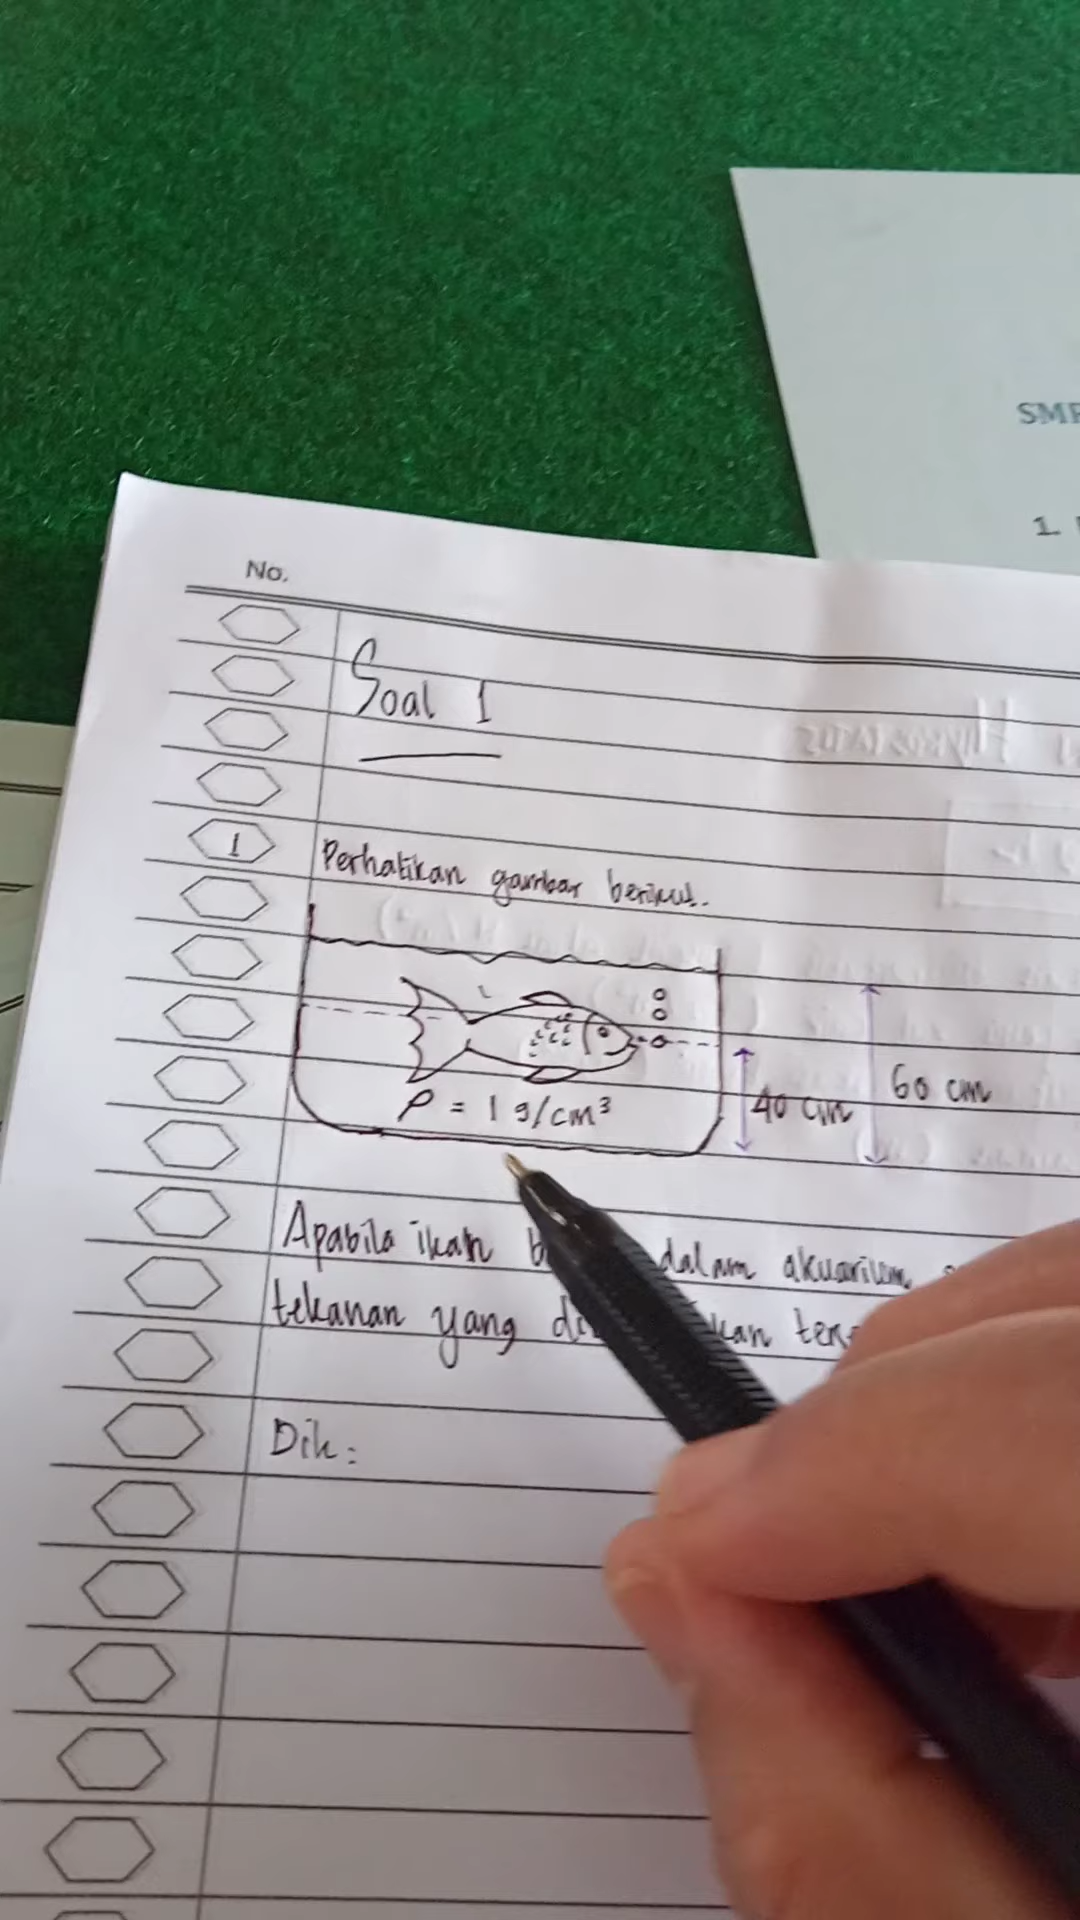 No.
SMP
1.
Soal 1
1 Perhatikan gambar berikut.
60 cm
40 cm
ρ = 1 g/cm³
Apabila ikan dalam akuarium
tekanan yang
Dik: